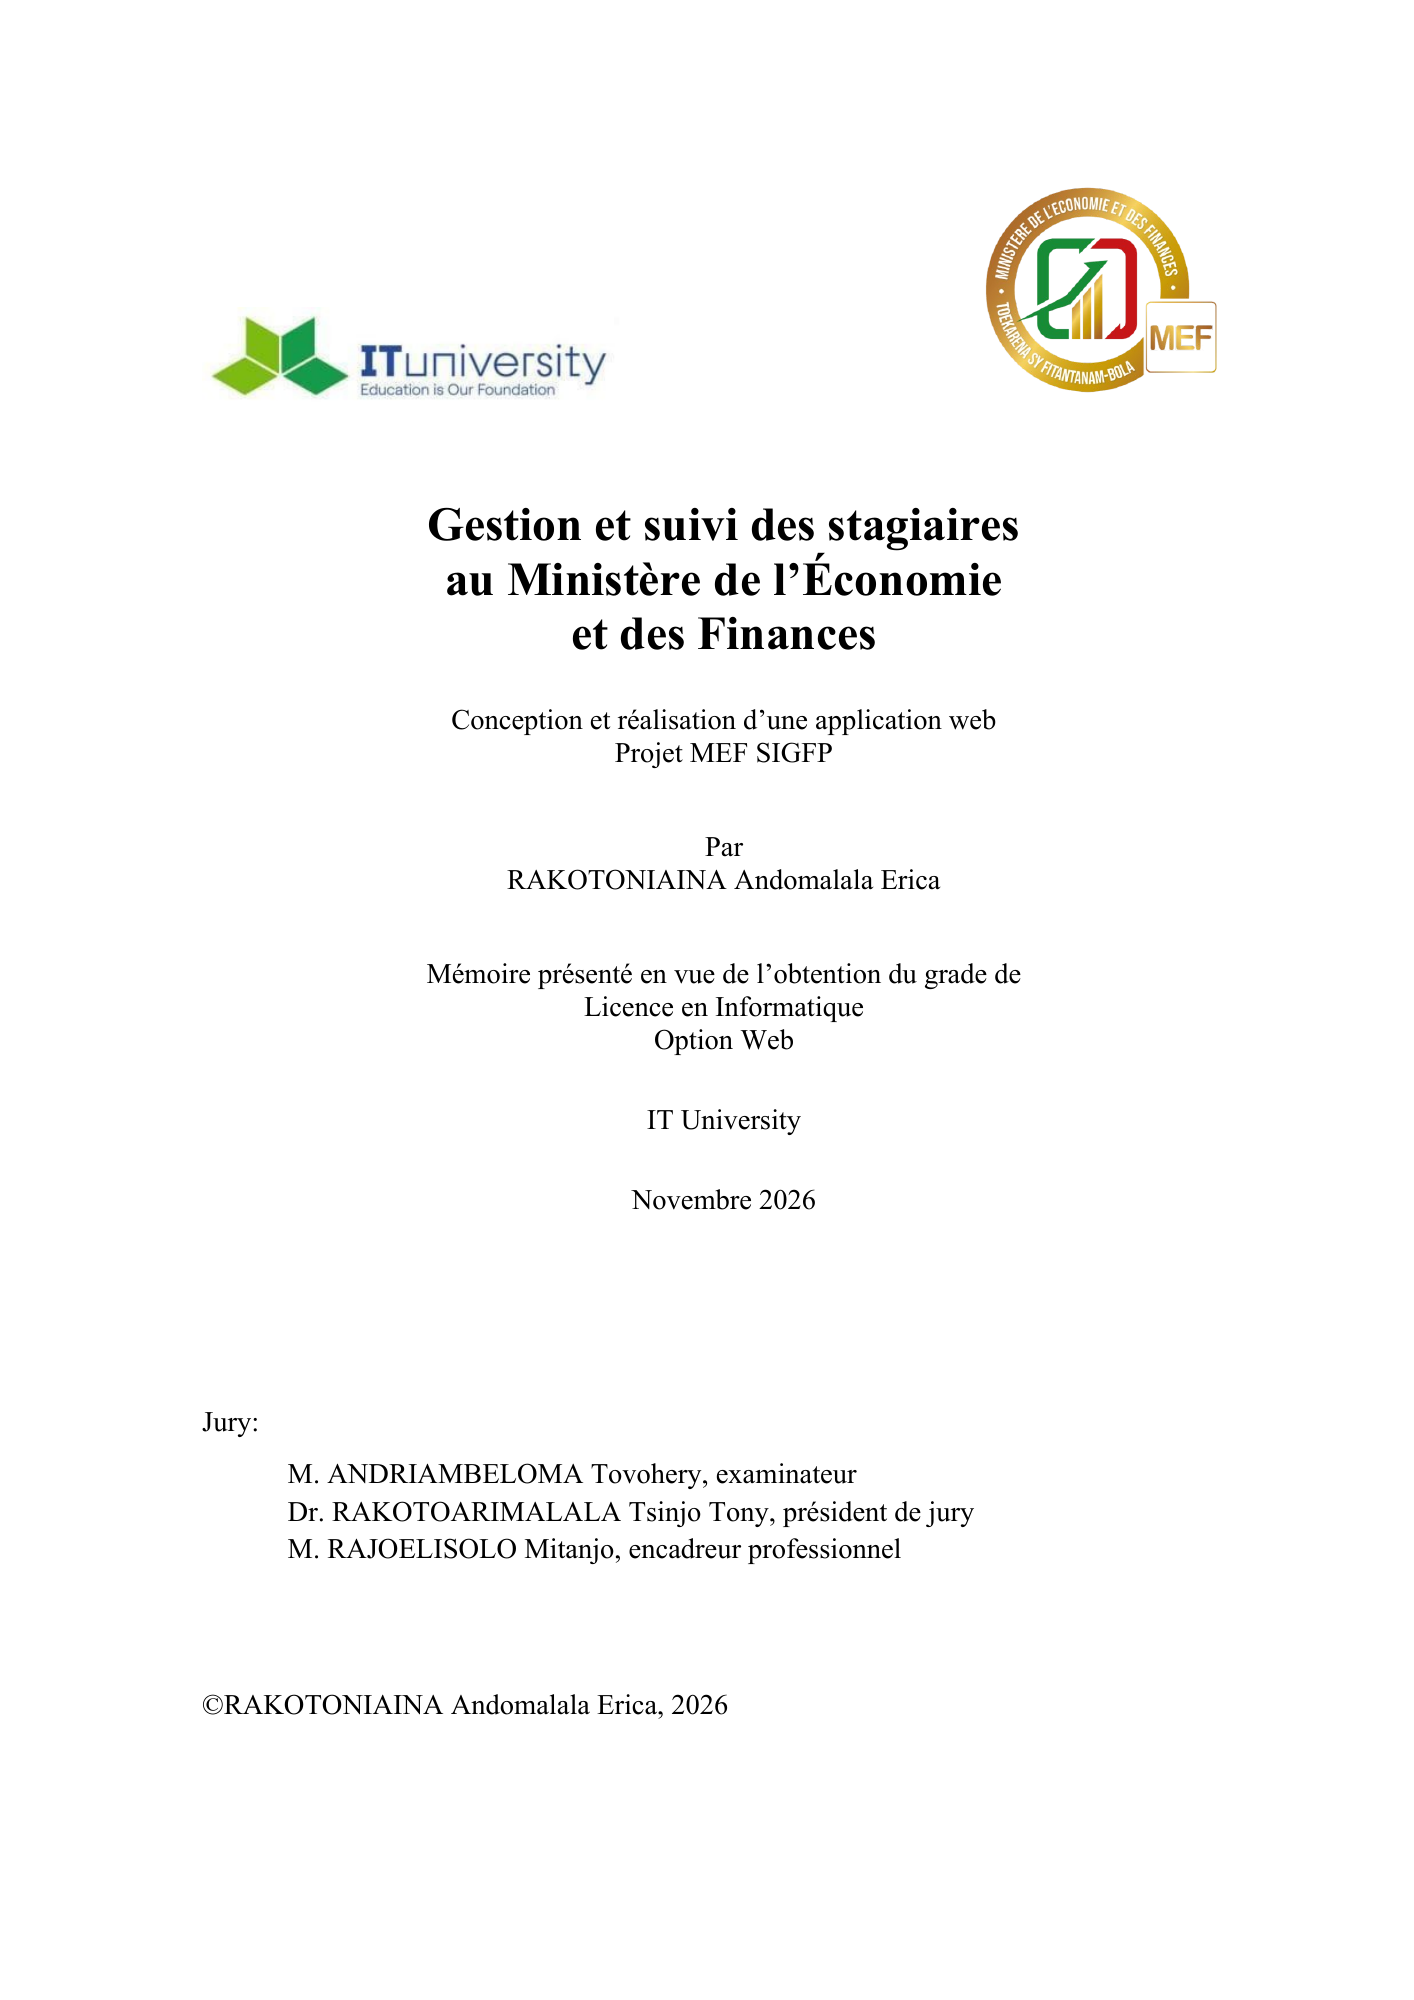 MINISTERE DE L'ECONOMIE ET DES FINANCES
TOEKARENA SY FITANTANAM-BOLA
MEF
ITuniversity
Education is Our Foundation
Gestion et suivi des stagiaires
au Ministère de l’Économie
et des Finances
Conception et réalisation d’une application web
Projet MEF SIGFP
Par
RAKOTONIAINA Andomalala Erica
Mémoire présenté en vue de l’obtention du grade de
Licence en Informatique
Option Web
IT University
Novembre 2026
Jury:
M. ANDRIAMBELOMA Tovohery, examinateur
Dr. RAKOTOARIMALALA Tsinjo Tony, président de jury
M. RAJOELISOLO Mitanjo, encadreur professionnel
©RAKOTONIAINA Andomalala Erica, 2026